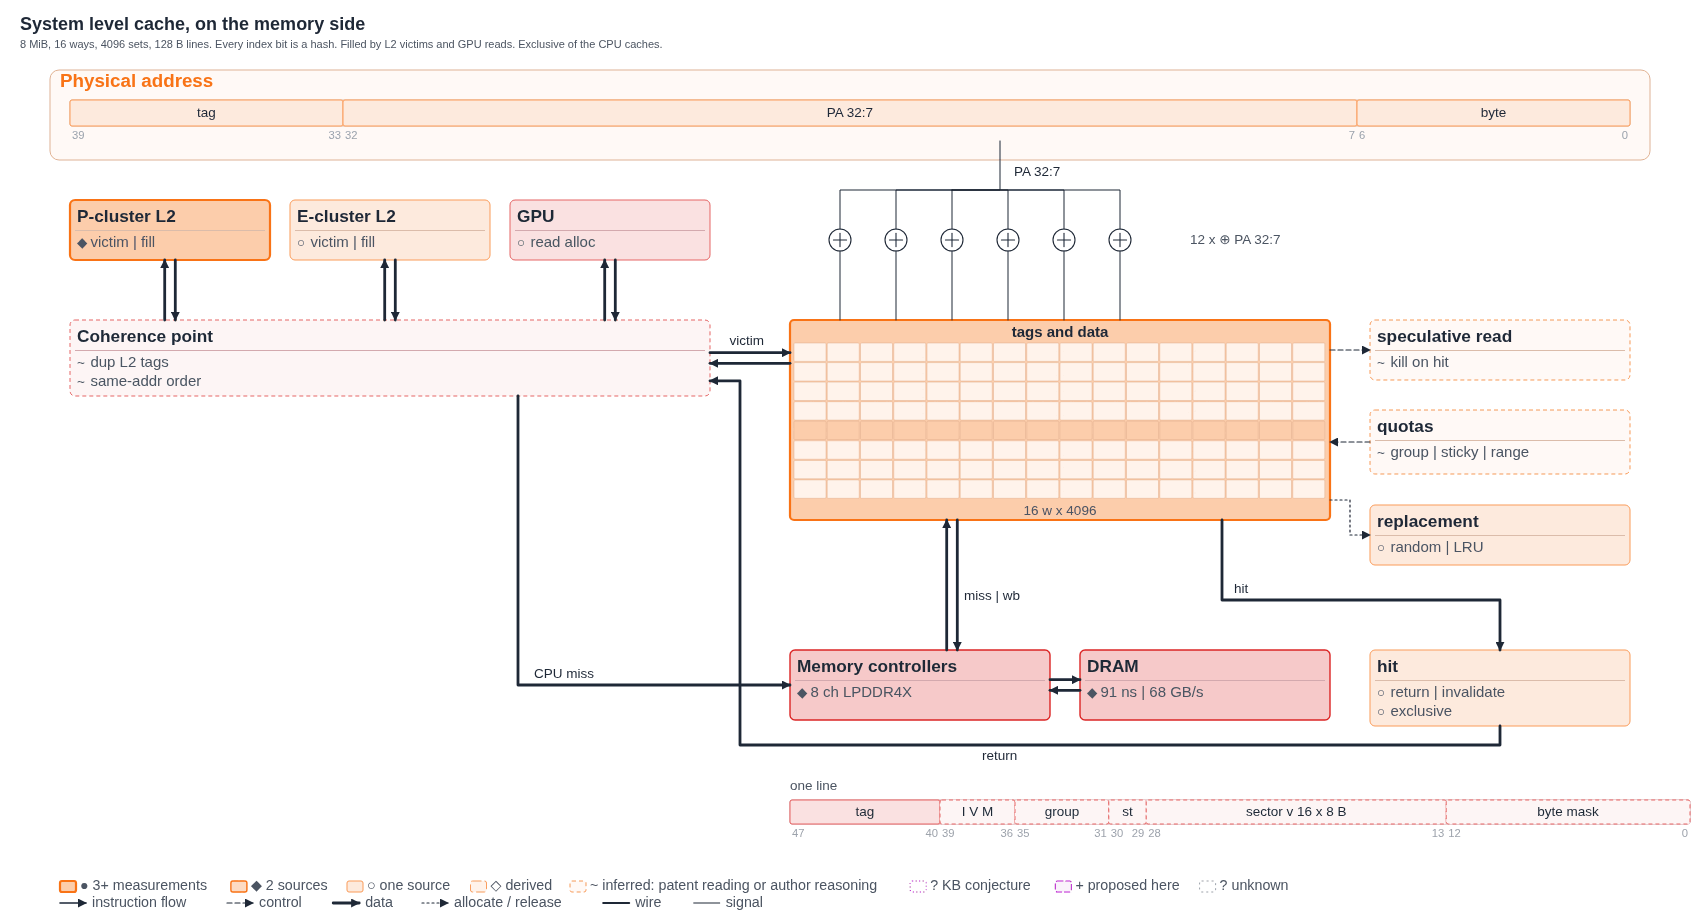 System level cache, on the memory side
8 MiB, 16 ways, 4096 sets, 128 B lines. Every index bit is a hash. Filled by L2 victims and GPU reads. Exclusive of the CPU caches.
Physical address
tag PA 32:7 byte
39 33 32 7 6 0
PA 32:7
P-cluster L2
◆ victim | fill
E-cluster L2
○ victim | fill
GPU
○ read alloc
12 x ⊕ PA 32:7
Coherence point
~ dup L2 tags
~ same-addr order
victim
tags and data
16 w x 4096
speculative read
~ kill on hit
quotas
~ group | sticky | range
replacement
○ random | LRU
miss | wb
hit
CPU miss
Memory controllers
◆ 8 ch LPDDR4X
DRAM
◆ 91 ns | 68 GB/s
hit
○ return | invalidate
○ exclusive
return
one line
tag I V M group st sector v 16 x 8 B byte mask
47 40 39 36 35 31 30 29 28 13 12 0
● 3+ measurements ◆ 2 sources ○ one source ◇ derived ~ inferred: patent reading or author reasoning ? KB conjecture + proposed here ? unknown
instruction flow control data allocate / release wire signal